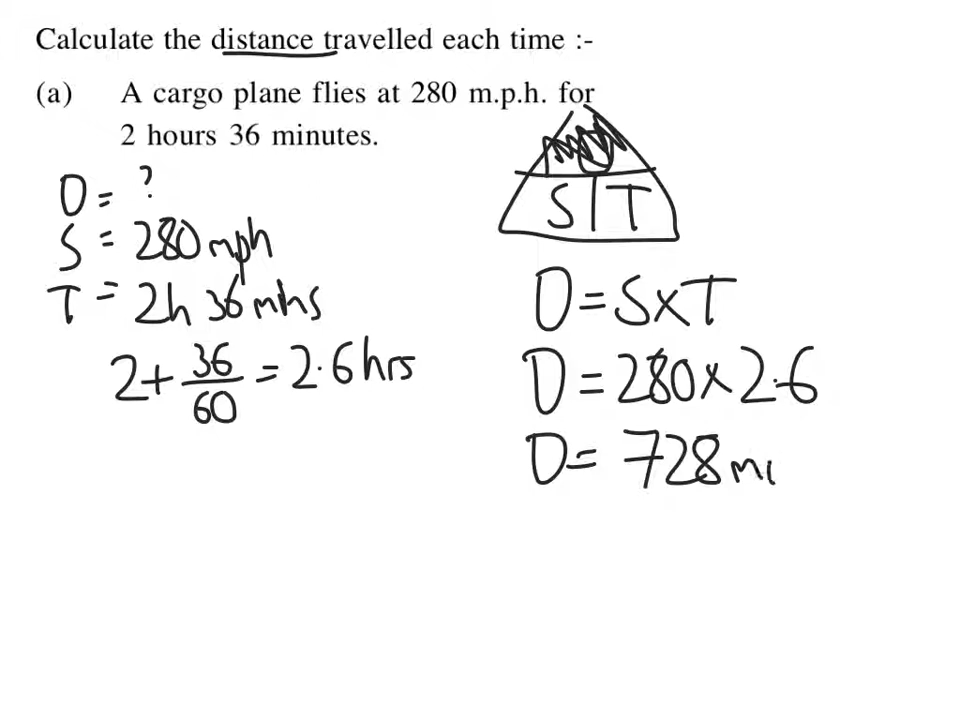 Calculate the distance travelled each time :-
(a) A cargo plane flies at 280 m.p.h. for
2 hours 36 minutes.
D = ?
S = 280mph
T = 2h 36mins
2+36/60 = 2.6hrs
S T
D=S×T
D=280×2.6
D= 728mi